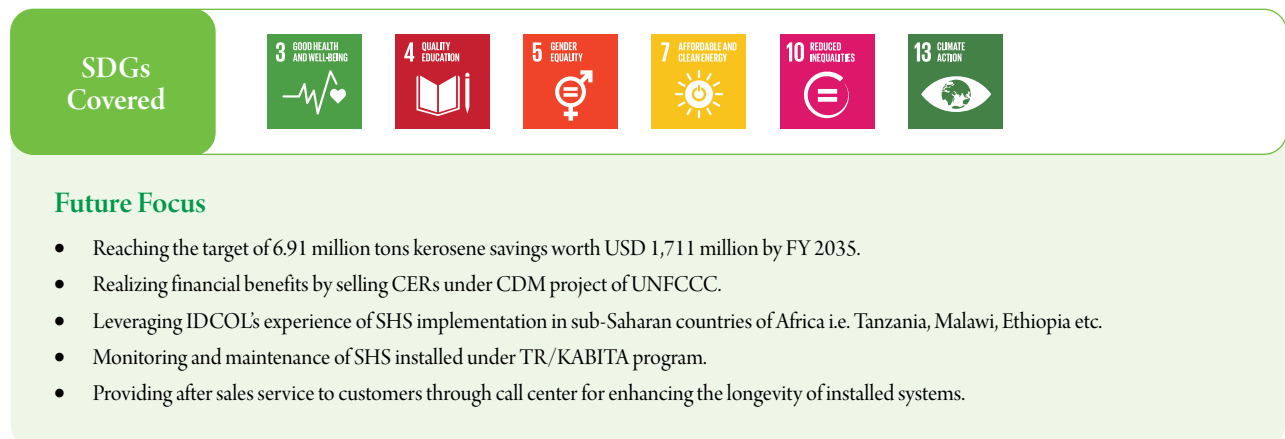 SDGs
Covered
3 GOOD HEALTH
AND WELL-BEING
4 QUALITY
EDUCATION
5 GENDER
EQUALITY
7 AFFORDABLE AND
CLEAN ENERGY
10 REDUCED
INEQUALITIES
13 CLIMATE
ACTION
Future Focus
• Reaching the target of 6.91 million tons kerosene savings worth USD 1,711 million by FY 2035.
• Realizing financial benefits by selling CERs under CDM project of UNFCCC.
• Leveraging IDCOL's experience of SHS implementation in sub-Saharan countries of Africa i.e. Tanzania, Malawi, Ethiopia etc.
• Monitoring and maintenance of SHS installed under TR/KABITA program.
• Providing after sales service to customers through call center for enhancing the longevity of installed systems.